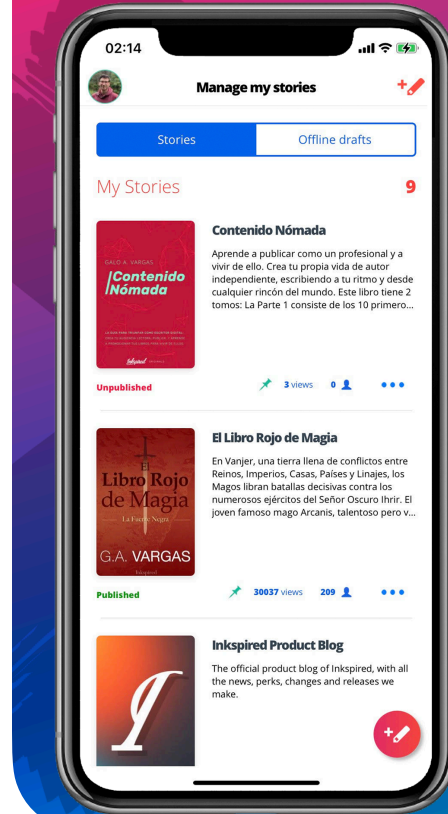 02:14
Manage my stories
Stories
Offline drafts
My Stories
9
GALO A. VARGAS
Contenido
Nómada
Inkspired
Contenido Nómada
Aprende a publicar como un profesional y a
vivir de ello. Crea tu propia vida de autor
independiente, escribiendo a tu ritmo y desde
cualquier rincón del mundo. Este libro tiene 2
tomos: La Parte 1 consiste de los 10 primero...
Unpublished
3 views
0
El
Libro Rojo
de Magia
La Fuente Negra
G.A. VARGAS
Inkspired
El Libro Rojo de Magia
En Vanjer, una tierra llena de conflictos entre
Reinos, Imperios, Casas, Países y Linajes, los
Magos libran batallas decisivas contra los
numerosos ejércitos del Señor Oscuro Ihrir. El
joven famoso mago Arcanis, talentoso pero v...
Published
30037 views
209
Inkspired Product Blog
The official product blog of Inkspired, with all
the news, perks, changes and releases we
make.